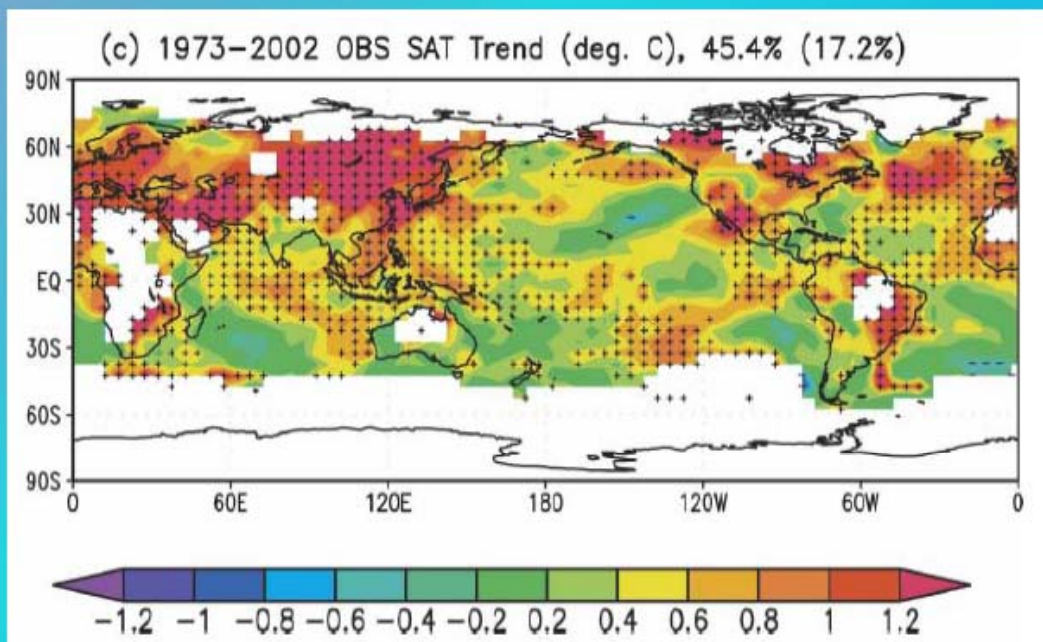 (c) 1973-2002 OBS SAT Trend (deg. C), 45.4% (17.2%)
90N
60N
30N
EQ
30S
60S
90S
0 60E 120E 180 120W 60W 0
-1.2 -1 -0.8 -0.6 -0.4 -0.2 0.2 0.4 0.6 0.8 1 1.2